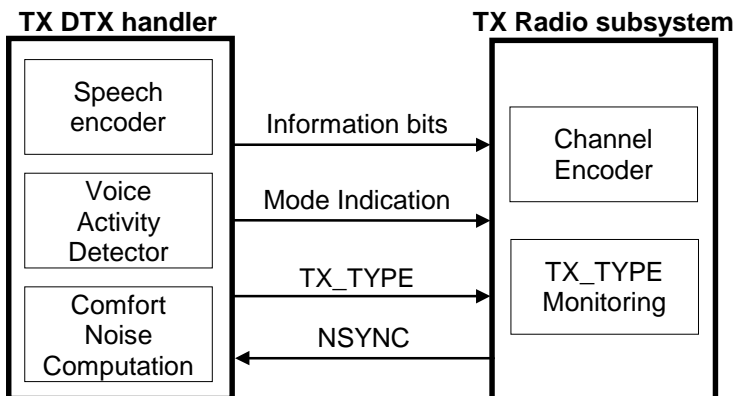 TX DTX handler
TX Radio subsystem
Speech
encoder
Information bits
Channel
Encoder
Voice
Activity
Detector
Mode Indication
TX_TYPE
TX_TYPE
Monitoring
Comfort
Noise
Computation
NSYNC